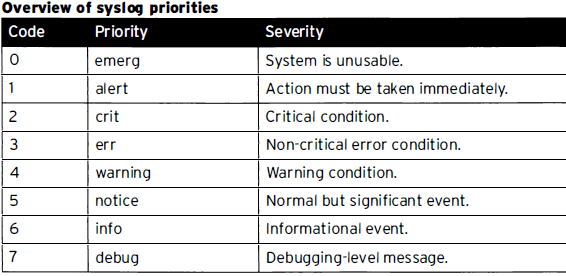 Overview of syslog priorities
Code Priority Severity
0 emerg System is unusable.
1 alert Action must be taken immediately.
2 crit Critical condition.
3 err Non-critical error condition.
4 warning Warning condition.
5 notice Normal but significant event.
6 info Informational event.
7 debug Debugging-level message.